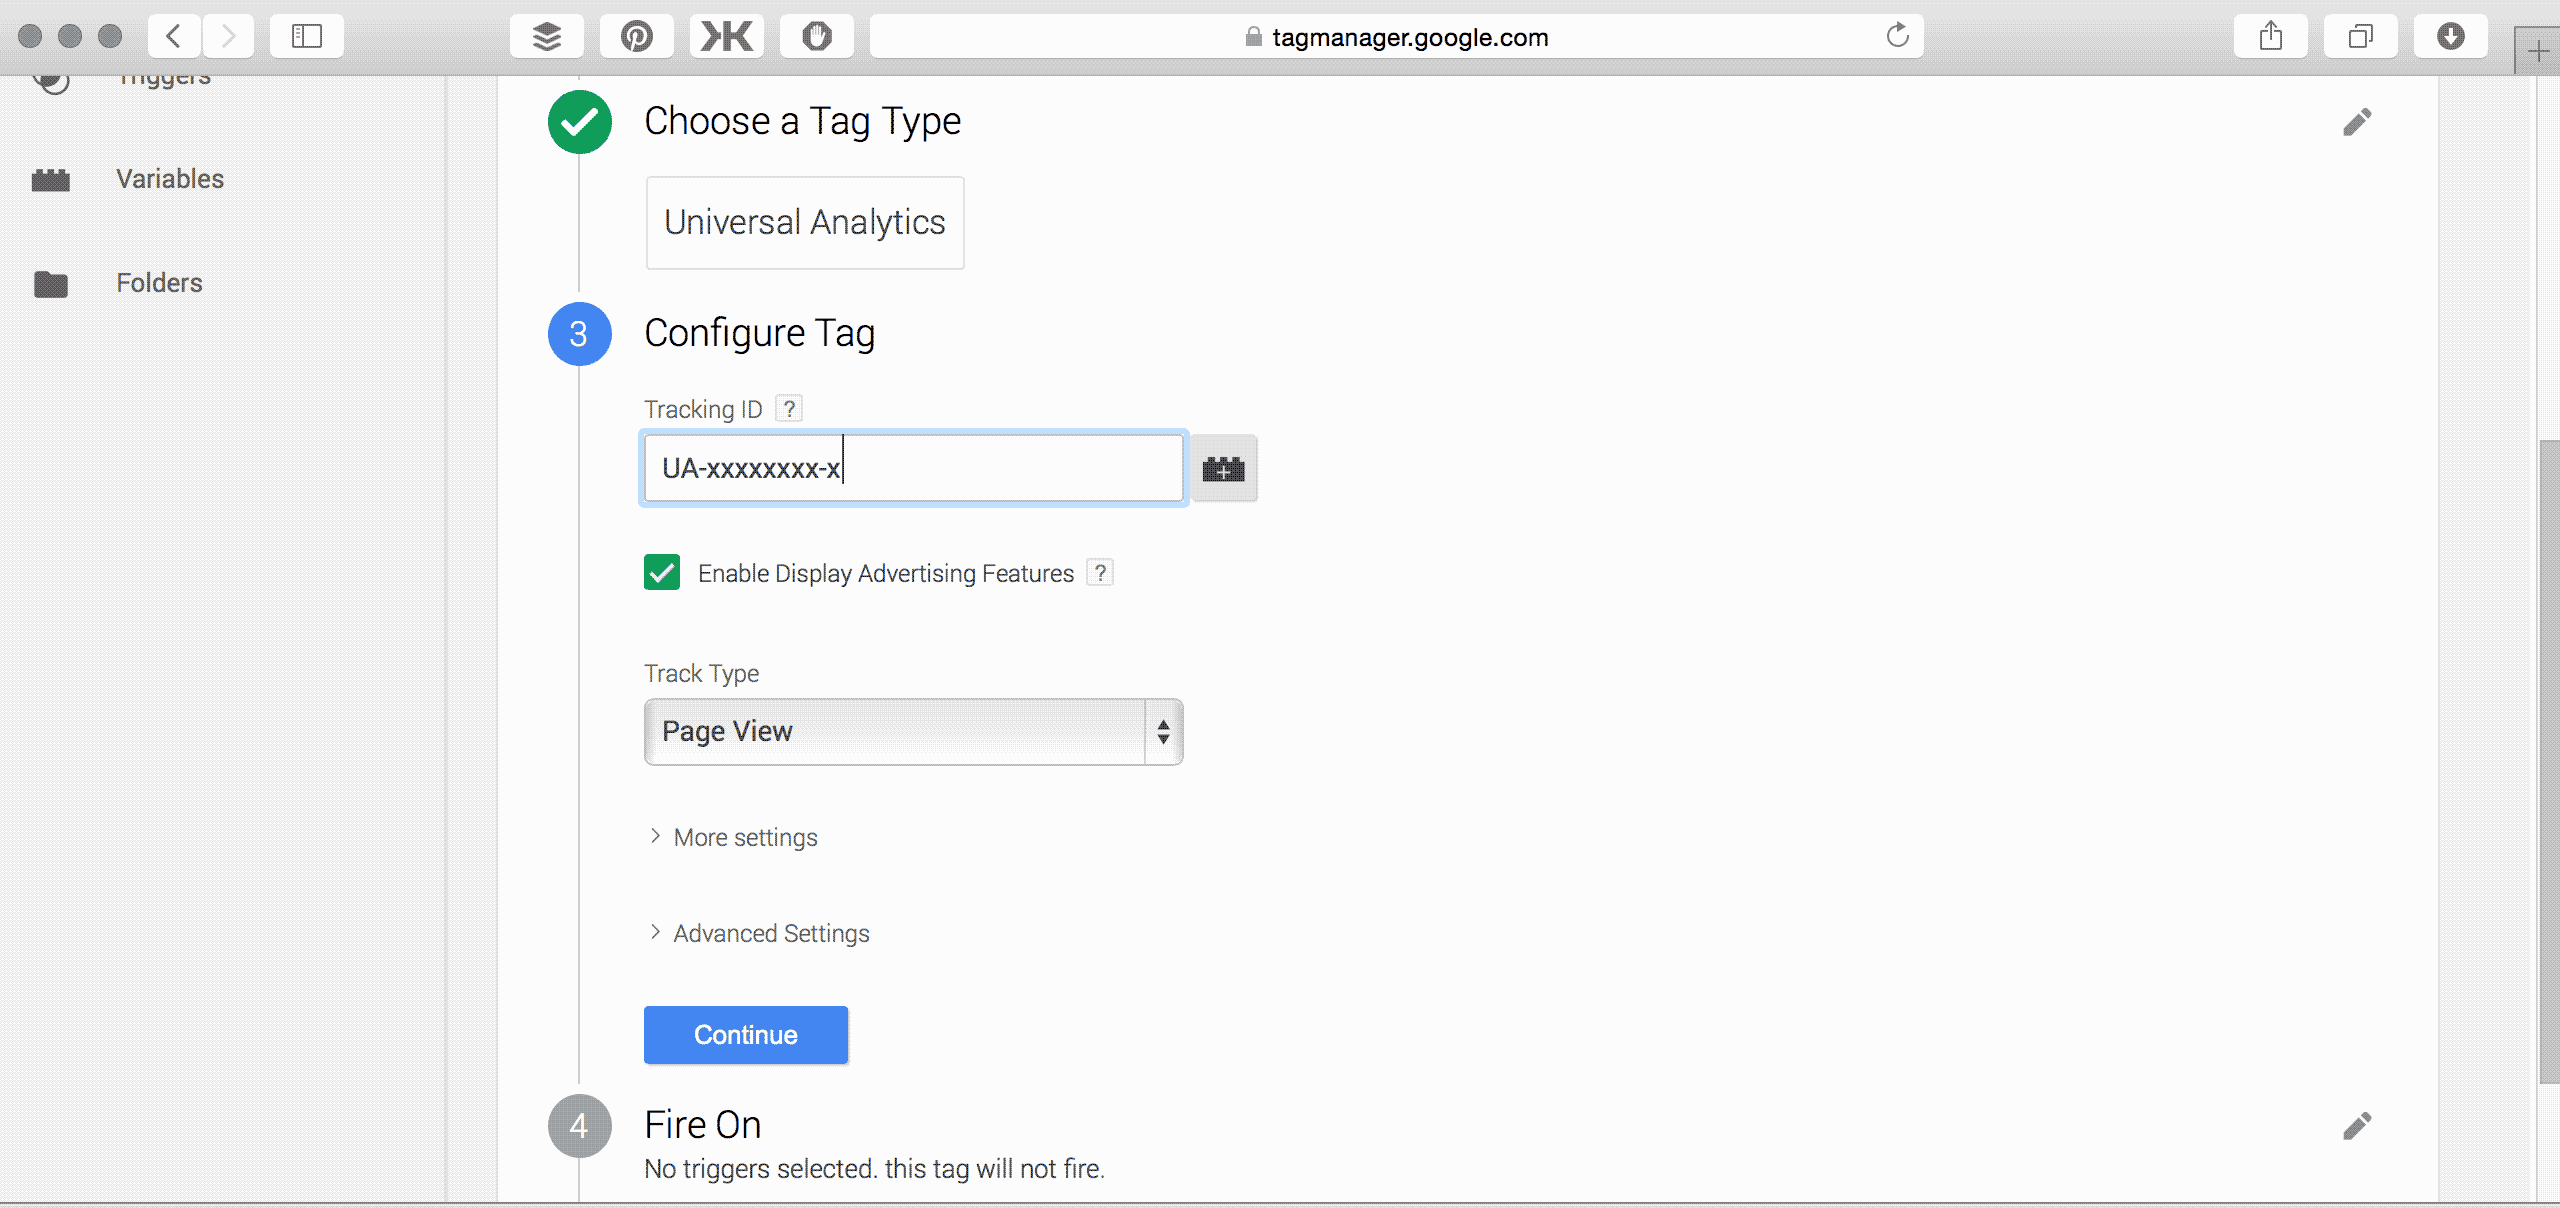 tagmanager.google.com
Triggers
Variables
Folders
Choose a Tag Type
Universal Analytics
3
Configure Tag
Tracking ID ?
UA-xxxxxxxx-x
Enable Display Advertising Features ?
Track Type
Page View
More settings
Advanced Settings
Continue
4
Fire On
No triggers selected. this tag will not fire.